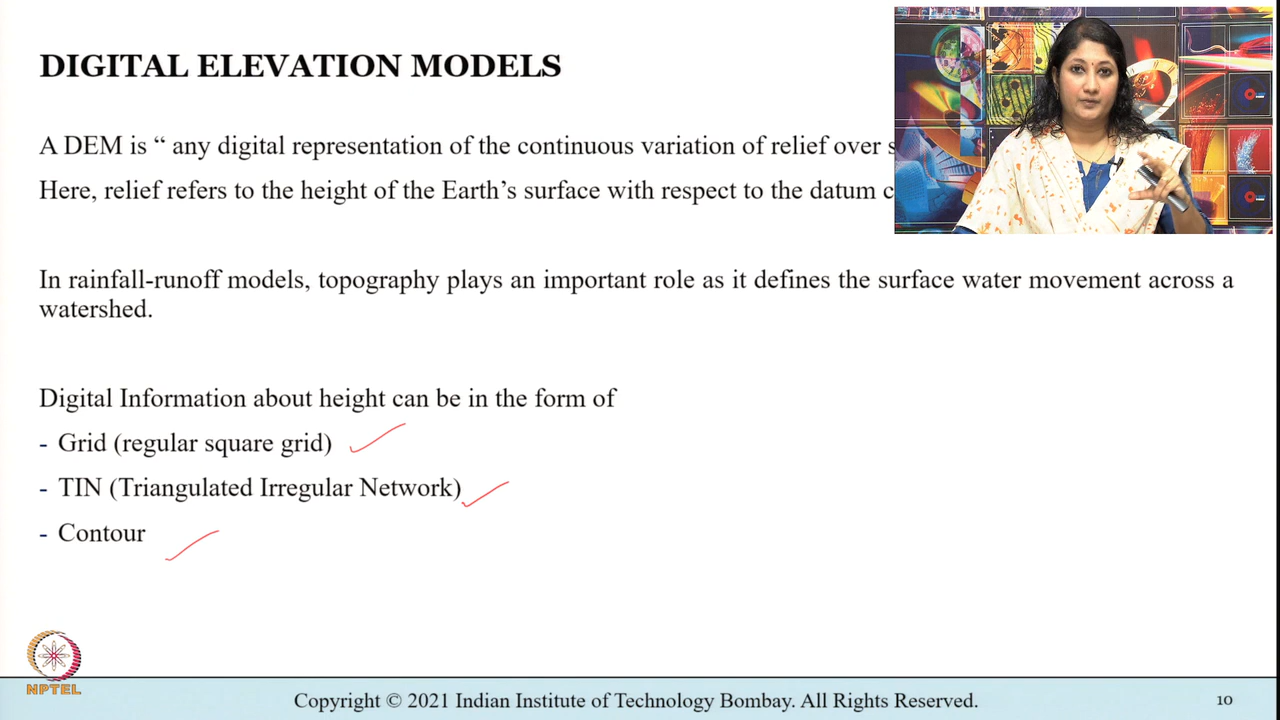 DIGITAL ELEVATION MODELS
A DEM is “ any digital representation of the continuous variation of relief over
Here, relief refers to the height of the Earth’s surface with respect to the datum
In rainfall-runoff models, topography plays an important role as it defines the surface water movement across a
watershed.
Digital Information about height can be in the form of
- Grid (regular square grid)
- TIN (Triangulated Irregular Network)
- Contour
NPTEL
Copyright © 2021 Indian Institute of Technology Bombay. All Rights Reserved.
10